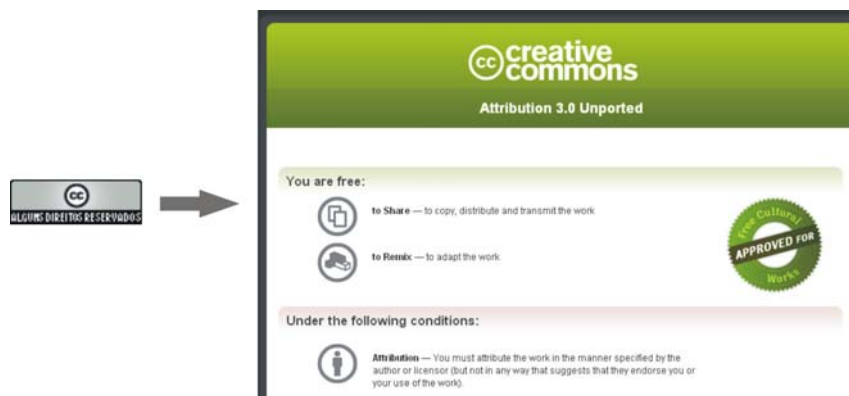 cc creative
commons
Attribution 3.0 Unported
You are free:
cc
ALGUNS DIREITOS RESERVADOS
to Share — to copy, distribute and transmit the work
to Remix — to adapt the work
Free Cultural
APPROVED FOR
Works
Under the following conditions:
Attribution — You must attribute the work in the manner specified by the
author or licensor (but not in any way that suggests that they endorse you or
your use of the work).